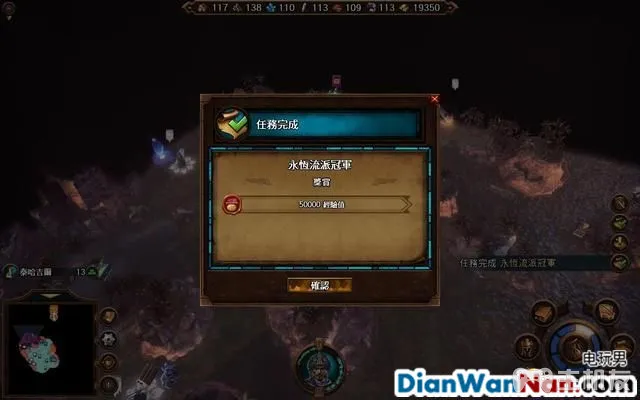 117 138 110 113 109 113 19350
任務完成
永恆流派冠軍
獎賞
50000 經驗值
確認
泰哈吉爾 13
任務完成 永恆流派冠軍
电玩男
DianWanNan.com